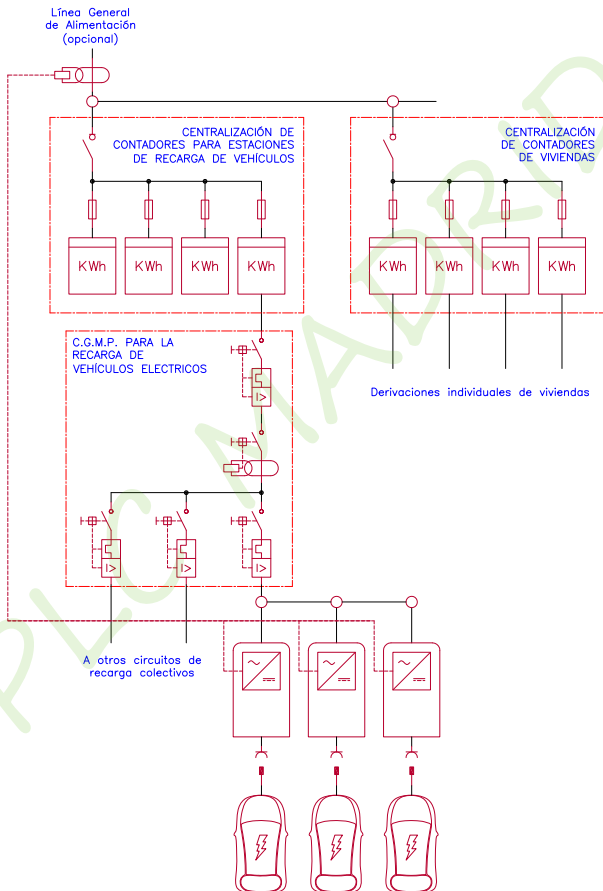 Línea General
de Alimentación
(opcional)
CENTRALIZACIÓN DE
CONTADORES PARA ESTACIONES
DE RECARGA DE VEHÍCULOS
CENTRALIZACIÓN
DE CONTADORES
DE VIVIENDAS
KWh
KWh
KWh
KWh
KWh
KWh
KWh
KWh
C.G.M.P. PARA LA
RECARGA DE
VEHÍCULOS ELECTRICOS
I>
Derivaciones individuales de viviendas
I>
I>
I>
A otros circuitos de
recarga colectivos
PLC MADRID